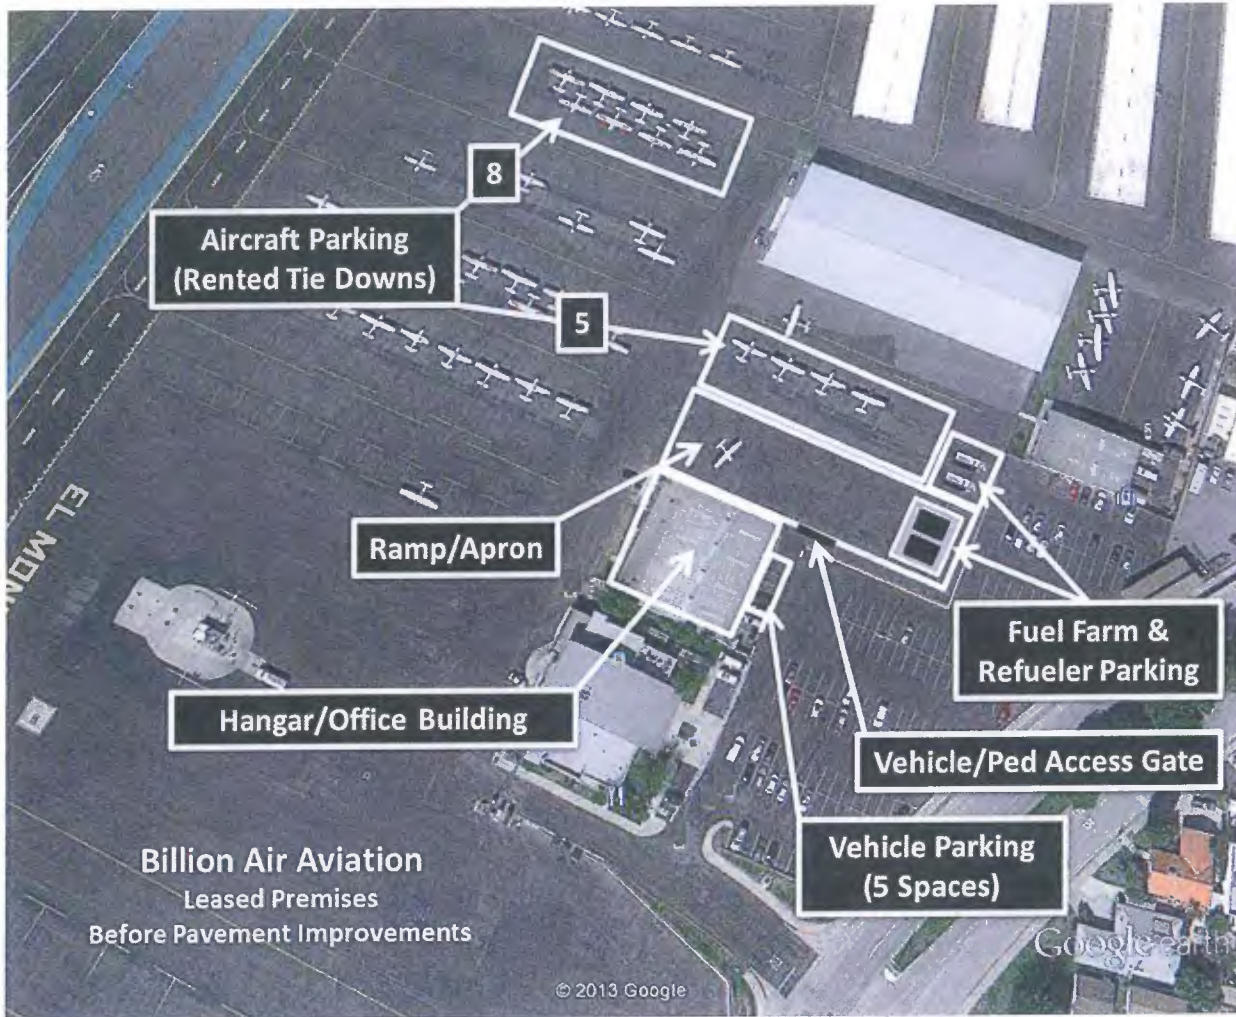 8
Aircraft Parking
(Rented Tie Downs)
5
EL MON
Ramp/Apron
Fuel Farm &
Refueler Parking
Hangar/Office Building
Vehicle/Ped Access Gate
Vehicle Parking
(5 Spaces)
Billion Air Aviation
Leased Premises
Before Pavement Improvements
Google earth
© 2013 Google